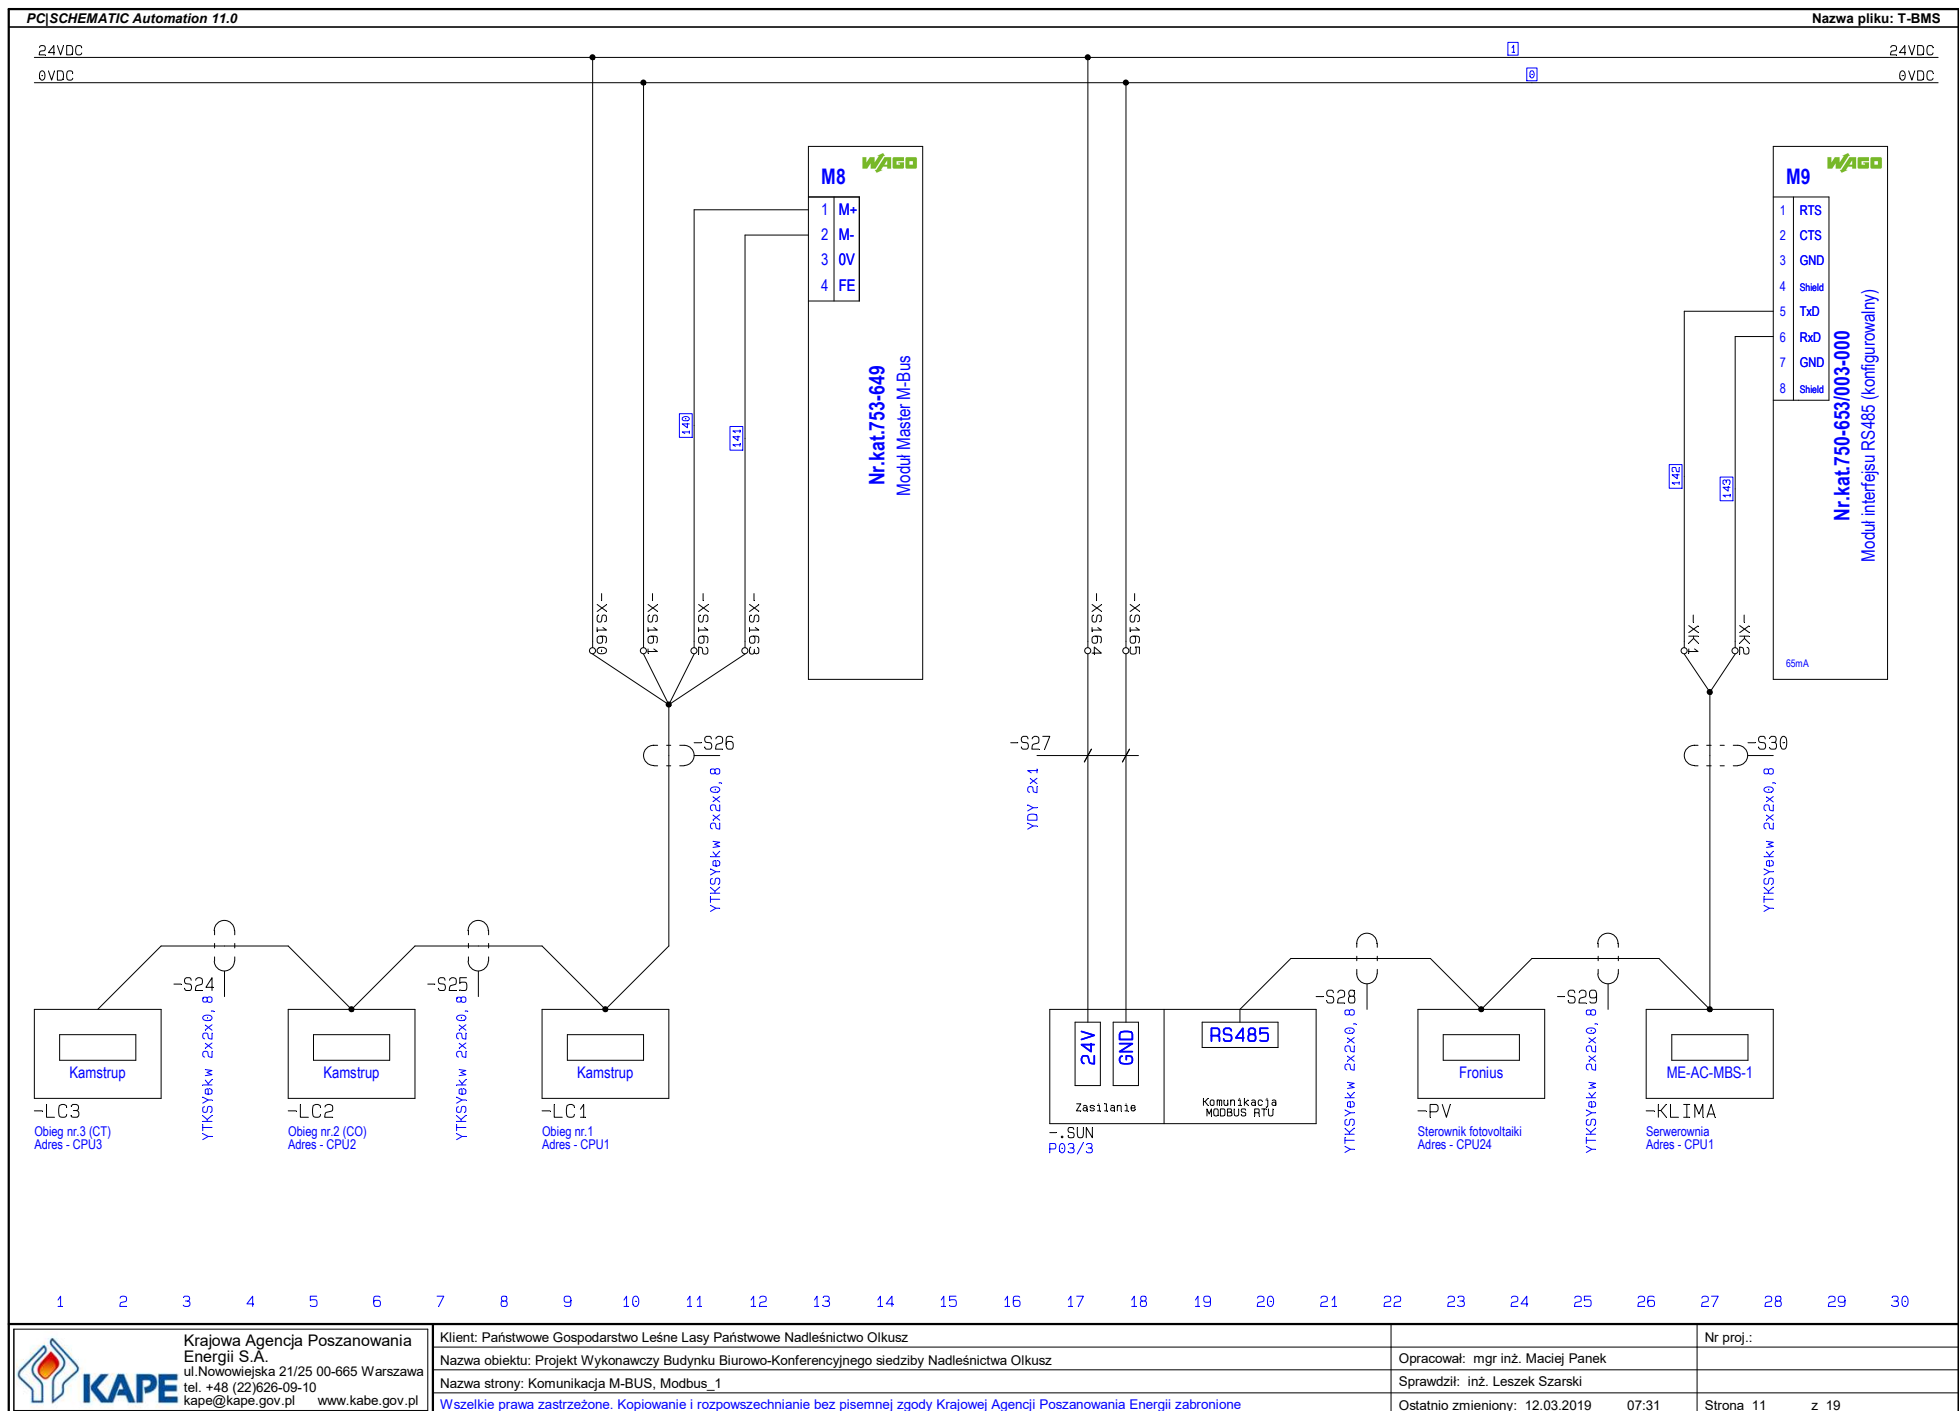 PC|SCHEMATIC Automation 11.0
Nazwa pliku: T-BMS
24VDC
1
24VDC
0VDC
0
0VDC
WAGO
M8
1 M+
2 M-
3 0V
4 FE
Nr.kat.753-649
Moduł Master M-Bus
140
141
-XS160
-XS161
-XS162
-XS163
-S26
YTKSYekw 2x2x0,8
-XS164
-XS165
-S27
YDY 2x1
WAGO
M9
1 RTS
2 CTS
3 GND
4 Shield
5 TxD
6 RxD
7 GND
8 Shield
Nr.kat.750-653/003-000
Moduł interfejsu RS485 (konfigurowalny)
65mA
142
143
-XK1
-XK2
-S30
YTKSYekw 2x2x0,8
-S24
YTKSYekw 2x2x0,8
-S25
YTKSYekw 2x2x0,8
Kamstrup
-LC3
Obieg nr.3 (CT)
Adres - CPU3
Kamstrup
-LC2
Obieg nr.2 (CO)
Adres - CPU2
Kamstrup
-LC1
Obieg nr.1
Adres - CPU1
24V
GND
Zasilanie
RS485
Komunikacja
MODBUS RTU
-.SUN
P03/3
-S28
YTKSYekw 2x2x0,8
Fronius
-PV
Sterownik fotovoltaiki
Adres - CPU24
-S29
YTKSYekw 2x2x0,8
ME-AC-MBS-1
-KLIMA
Serwerownia
Adres - CPU1
1 2 3 4 5 6 7 8 9 10 11 12 13 14 15 16 17 18 19 20 21 22 23 24 25 26 27 28 29 30
KAPE
Krajowa Agencja Poszanowania
Energii S.A.
ul.Nowowiejska 21/25 00-665 Warszawa
tel. +48 (22)626-09-10
kape@kape.gov.pl www.kabe.gov.pl
Klient: Państwowe Gospodarstwo Leśne Lasy Państwowe Nadleśnictwo Olkusz
Nr proj.:
Nazwa obiektu: Projekt Wykonawczy Budynku Biurowo-Konferencyjnego siedziby Nadleśnictwa Olkusz
Opracował: mgr inż. Maciej Panek
Nazwa strony: Komunikacja M-BUS, Modbus_1
Sprawdził: inż. Leszek Szarski
Wszelkie prawa zastrzeżone. Kopiowanie i rozpowszechnianie bez pisemnej zgody Krajowej Agencji Poszanowania Energii zabronione
Ostatnio zmieniony: 12.03.2019 07:31
Strona 11 z 19